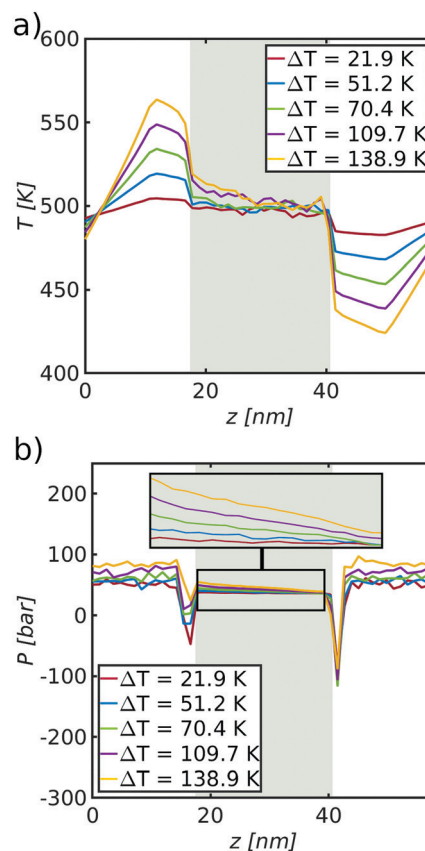 a)
600
550
500
450
400
T [K]
ΔT = 21.9 K
ΔT = 51.2 K
ΔT = 70.4 K
ΔT = 109.7 K
ΔT = 138.9 K
0
20
40
z [nm]
b)
200
100
0
-100
-200
-300
P [bar]
ΔT = 21.9 K
ΔT = 51.2 K
ΔT = 70.4 K
ΔT = 109.7 K
ΔT = 138.9 K
0
20
40
z [nm]